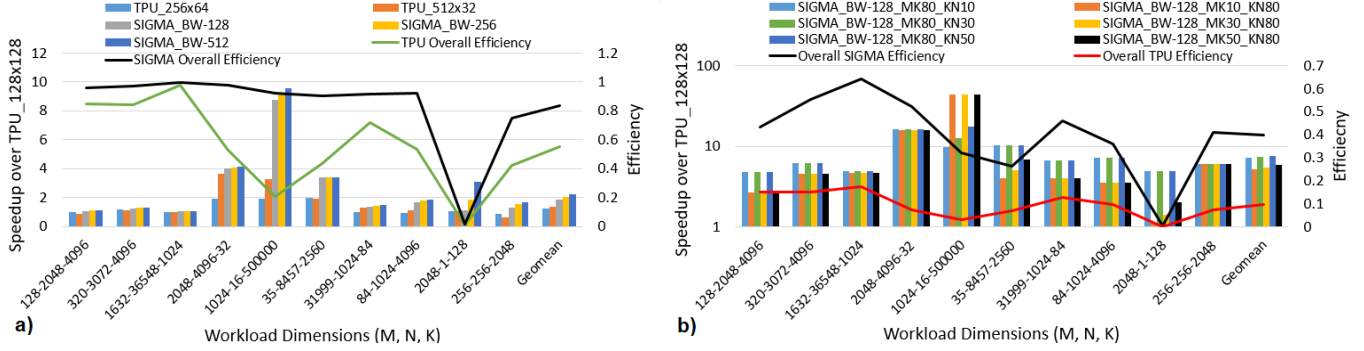 TPU_256x64 TPU_512x32
SIGMA_BW-128 SIGMA_BW-256
SIGMA_BW-512 TPU Overall Efficiency
SIGMA Overall Efficiency
Speedup over TPU_128x128
12
10
8
6
4
2
0
1.2
1
0.8
0.6
0.4
0.2
0
Efficiency
128-2048-4096
320-3072-4096
1632-36548-1024
2048-4096-32
1024-16-500000
35-8457-2560
31999-1024-84
84-1024-4096
2048-1-128
256-256-2048
Geomean
a)
Workload Dimensions (M, N, K)
SIGMA_BW-128_MK80_KN10 SIGMA_BW-128_MK10_KN80
SIGMA_BW-128_MK80_KN30 SIGMA_BW-128_MK30_KN80
SIGMA_BW-128_MK80_KN50 SIGMA_BW-128_MK50_KN80
Overall SIGMA Efficiency Overall TPU Efficiency
Speedup over TPU_128x128
100
10
1
0.7
0.6
0.5
0.4
0.3
0.2
0.1
0
Efficiecny
128-2048-4096
320-3072-4096
1632-36548-1024
2048-4096-32
1024-16-500000
35-8457-2560
31999-1024-84
84-1024-4096
2048-1-128
256-256-2048
Geomean
b)
Workload Dimensions (M, N, K)